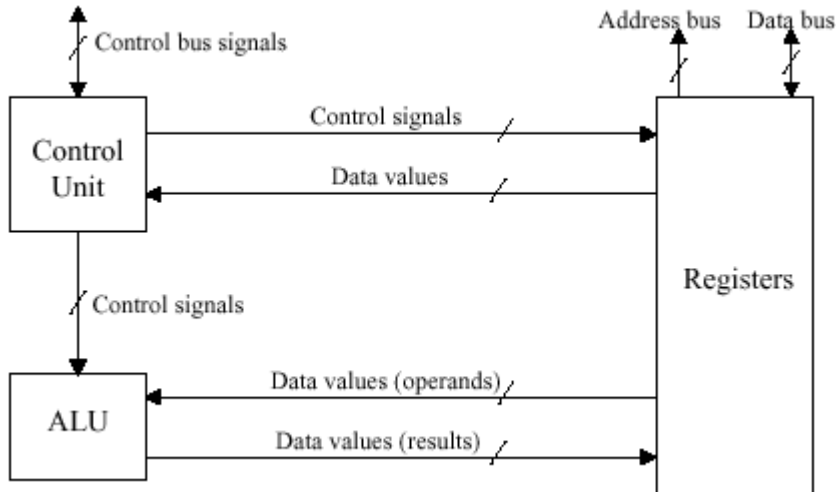 Address bus
Data bus
Control bus signals
Control signals
Control
Unit
Data values
Registers
Control signals
Data values (operands)
ALU
Data values (results)